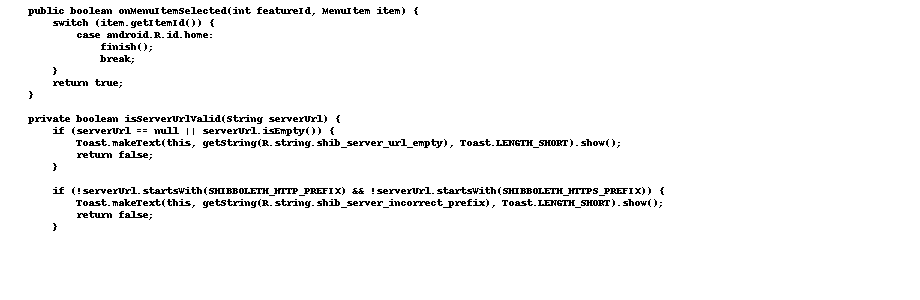 public boolean onMenuItemSelected(int featureId, MenuItem item) {
    switch (item.getItemId()) {
        case android.R.id.home:
            finish();
            break;
    }
    return true;
}

private boolean isServerUrlValid(String serverUrl) {
    if (serverUrl == null || serverUrl.isEmpty()) {
        Toast.makeText(this, getString(R.string.shib_server_url_empty), Toast.LENGTH_SHORT).show();
        return false;
    }

    if (!serverUrl.startsWith(SHIBBOLETH_HTTP_PREFIX) && !serverUrl.startsWith(SHIBBOLETH_HTTPS_PREFIX)) {
        Toast.makeText(this, getString(R.string.shib_server_incorrect_prefix), Toast.LENGTH_SHORT).show();
        return false;
    }